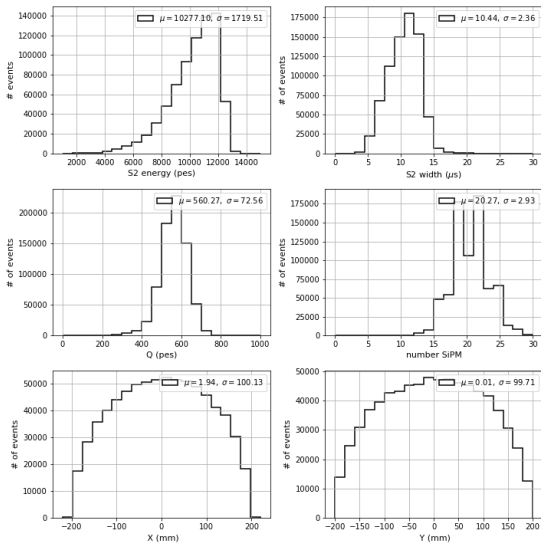 μ=10277.10, σ=1719.51
140000
120000
100000
80000
60000
40000
20000
0
# events
2000 4000 6000 8000 10000 12000 14000
S2 energy (pes)
μ=10.44, σ=2.36
175000
150000
125000
100000
75000
50000
25000
0
# of events
0 5 10 15 20 25 30
S2 width (μs)
μ=560.27, σ=72.56
200000
150000
100000
50000
0
# of events
0 200 400 600 800 1000
Q (pes)
μ=20.27, σ=2.93
175000
150000
125000
100000
75000
50000
25000
0
# of events
0 5 10 15 20 25 30
number SiPM
μ=1.94, σ=100.13
50000
40000
30000
20000
10000
0
# of events
−200 −100 0 100 200
X (mm)
μ=0.01, σ=99.71
50000
40000
30000
20000
10000
0
# of events
−200 −150 −100 −50 0 50 100 150 200
Y (mm)